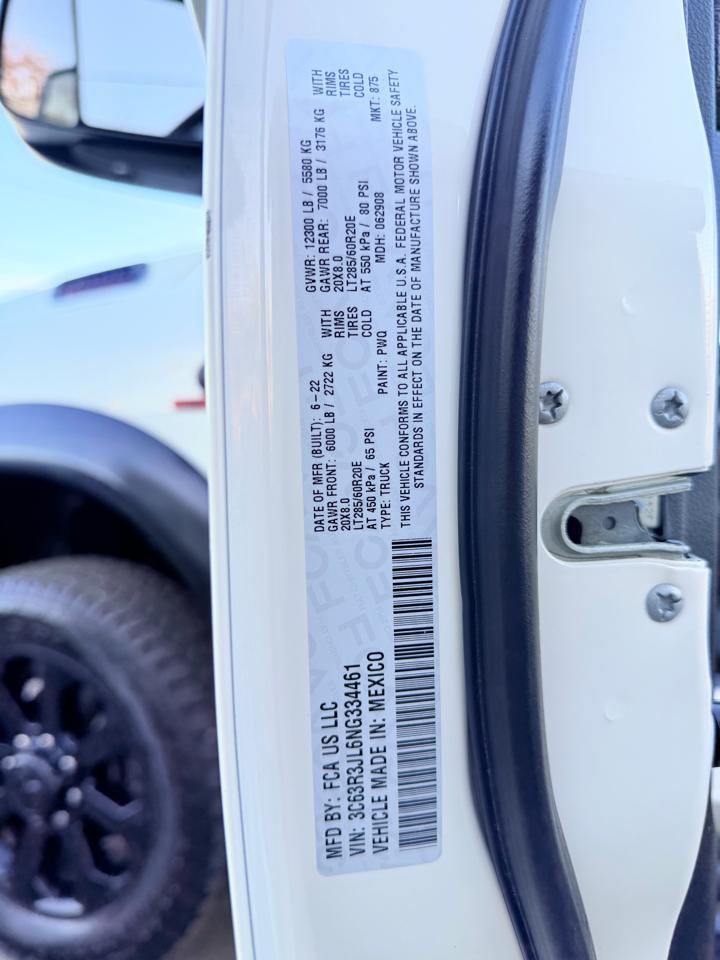 MFD BY: FCA US LLC
VIN: 3C63R3JL6NG334461
VEHICLE MADE IN: MEXICO
DATE OF MFR (BUILT): 6-22
GAWR FRONT: 6000 LB / 2722 KG WITH
20X8.0 RIMS
LT285/60R20E TIRES
AT 450 kPa / 65 PSI COLD
TYPE: TRUCK PAINT: PWQ
GVWR: 12300 LB / 5580 KG
GAWR REAR: 7000 LB / 3176 KG WITH
20X8.0 RIMS
LT285/60R20E TIRES
AT 550 kPa / 80 PSI COLD
MDH: 062908 MKT: 875
THIS VEHICLE CONFORMS TO ALL APPLICABLE U.S.A. FEDERAL MOTOR VEHICLE SAFETY
STANDARDS IN EFFECT ON THE DATE OF MANUFACTURE SHOWN ABOVE.